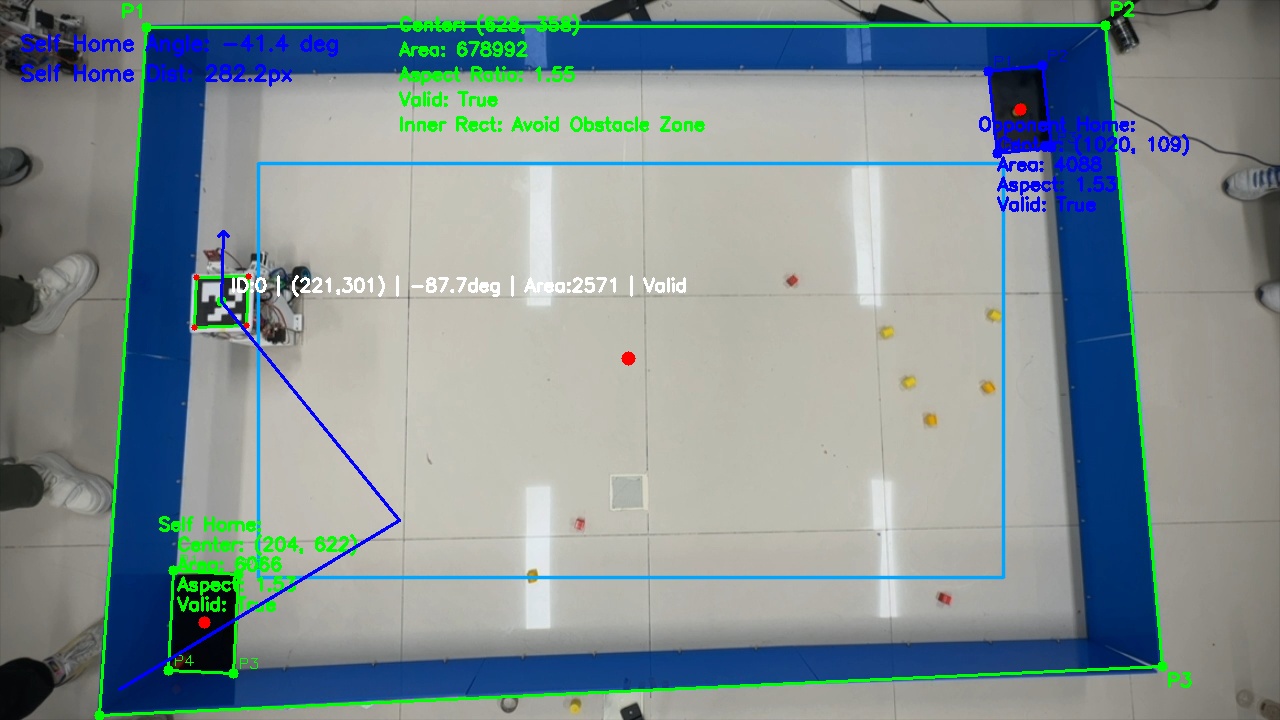 P1
P2
Self Home Angle: -41.4 deg
Self Home Dist: 282.2px
Center: (628, 358)
Area: 678992
Aspect Ratio: 1.55
Valid: True
Inner Rect: Avoid Obstacle Zone
Opponent Home:
Center: (1020, 109)
Area: 4088
Aspect: 1.53
Valid: True
ID:0 | (221,301) | -87.7deg | Area:2571 | Valid
Self Home:
Center: (204, 622)
Area: 6066
Aspect: 1.57
Valid: True
P4
P3
P3